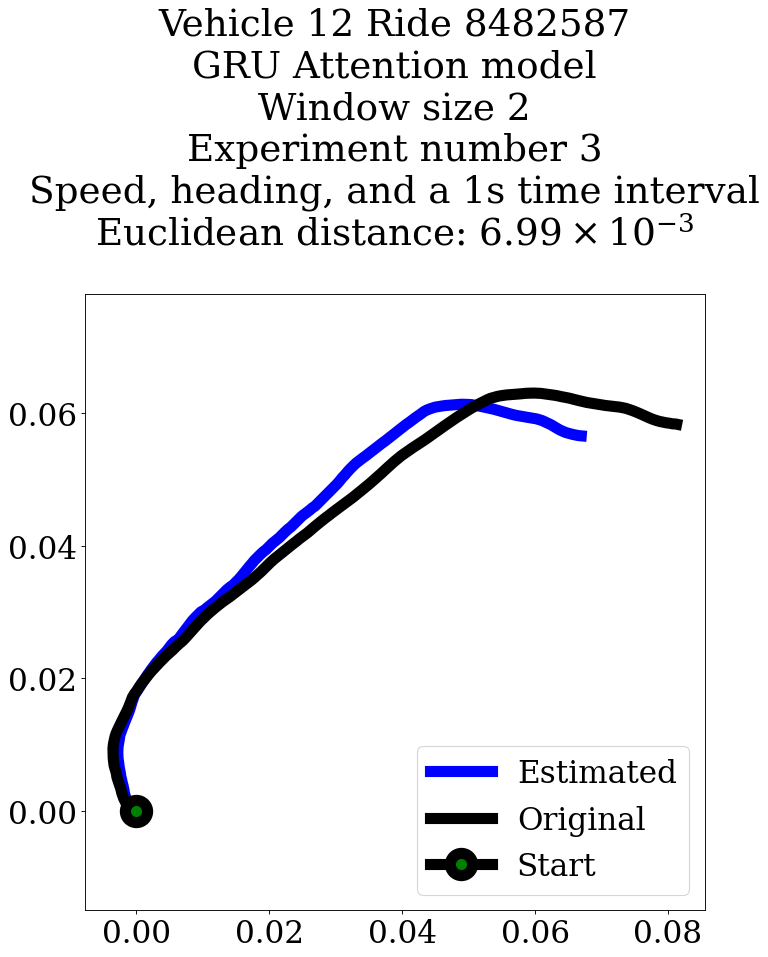 Vehicle 12 Ride 8482587
GRU Attention model
Window size 2
Experiment number 3
Speed, heading, and a 1s time interval
Euclidean distance: 6.99 × 10⁻³
0.06
0.04
0.02
0.00
Estimated
Original
Start
0.00 0.02 0.04 0.06 0.08